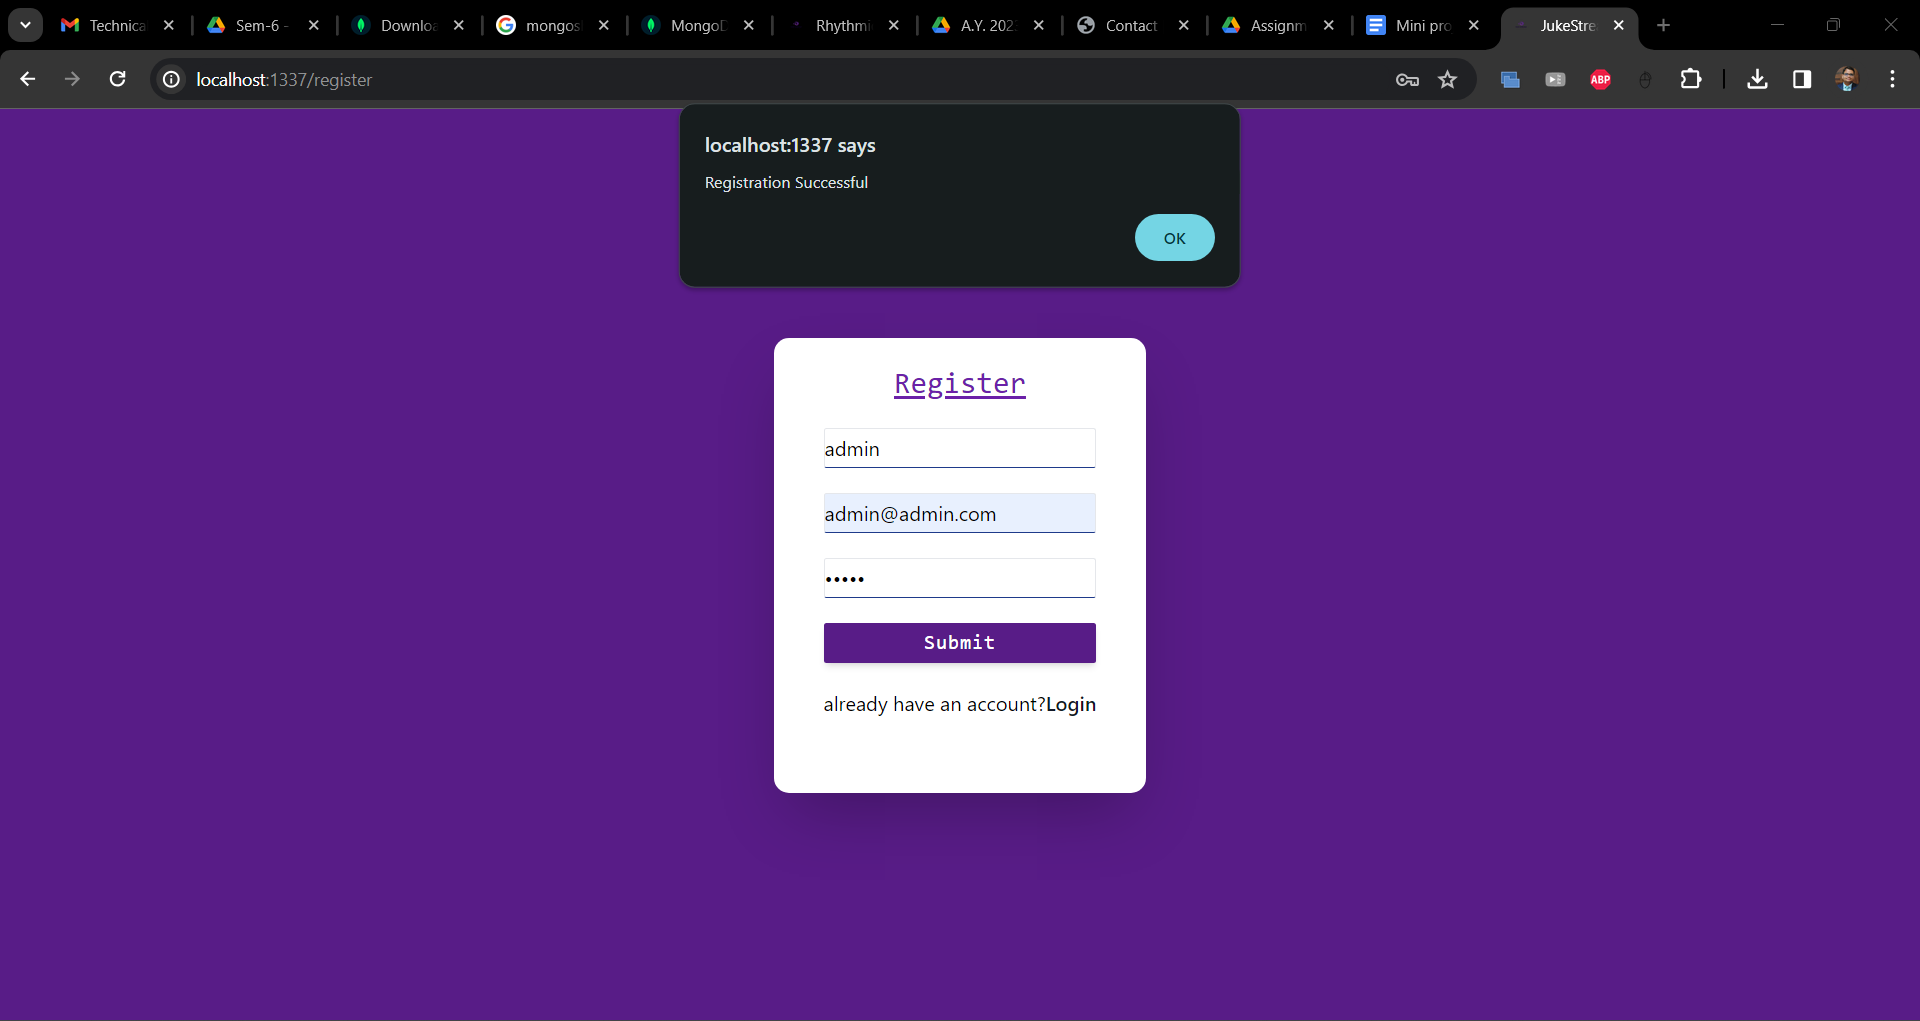 Technica
Sem-6 -
Downloa
mongos
MongoD
Rhythmi
A.Y. 202
Contact
Assignm
Mini pro
JukeStre
localhost:1337/register
ABP
localhost:1337 says
Registration Successful
OK
Register
admin
admin@admin.com
•••••
Submit
already have an account?Login